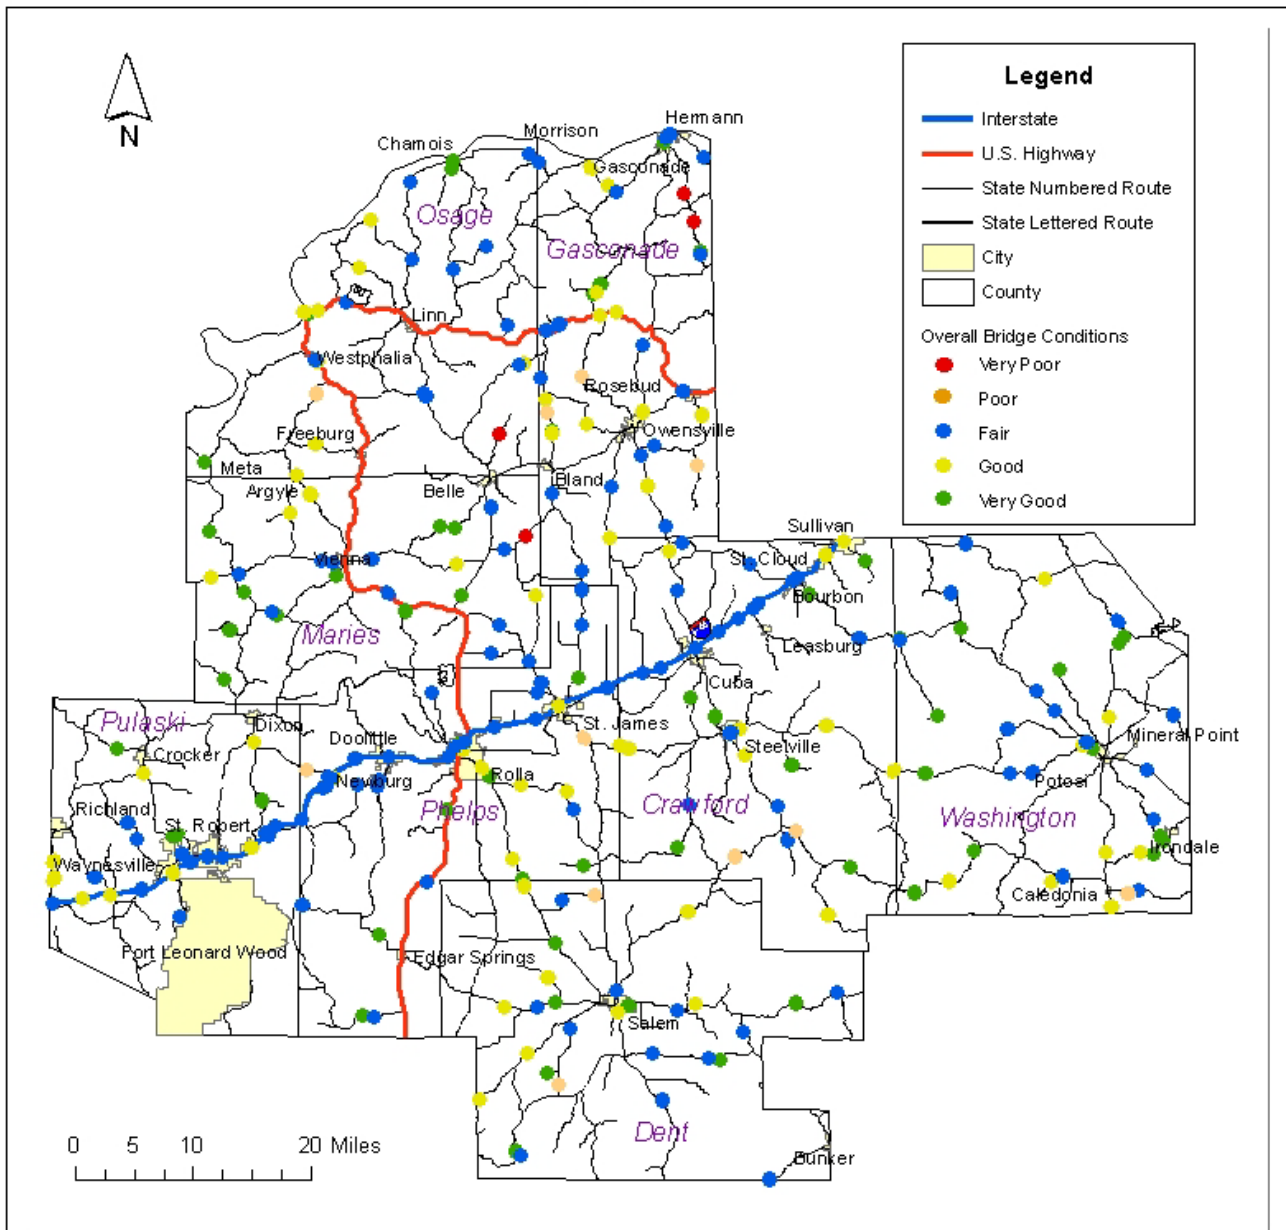 Legend
Interstate
U.S. Highway
State Numbered Route
State Lettered Route
City
County
Overall Bridge Conditions
Very Poor
Poor
Fair
Good
Very Good
N
Hermann
Morrison
Chamois
Gasconade
Osage
Gasconade
Linn
Westphalia
Rosebud
Freeburg
Owensville
Meta
Argyle
Belle
Bland
Sullivan
Vienna
St. Cloud
Bourbon
Maries
Leasburg
Cuba
Pulaski
Dixon
Doolittle
St. James
Steelville
Mineral Point
Crocker
Newburg
Rolla
Potosi
Richland
St. Robert
Phelps
Crawford
Washington
Waynesville
Irondale
Caledonia
Fort Leonard Wood
Edgar Springs
Salem
Dent
Bunker
0 5 10 20 Miles